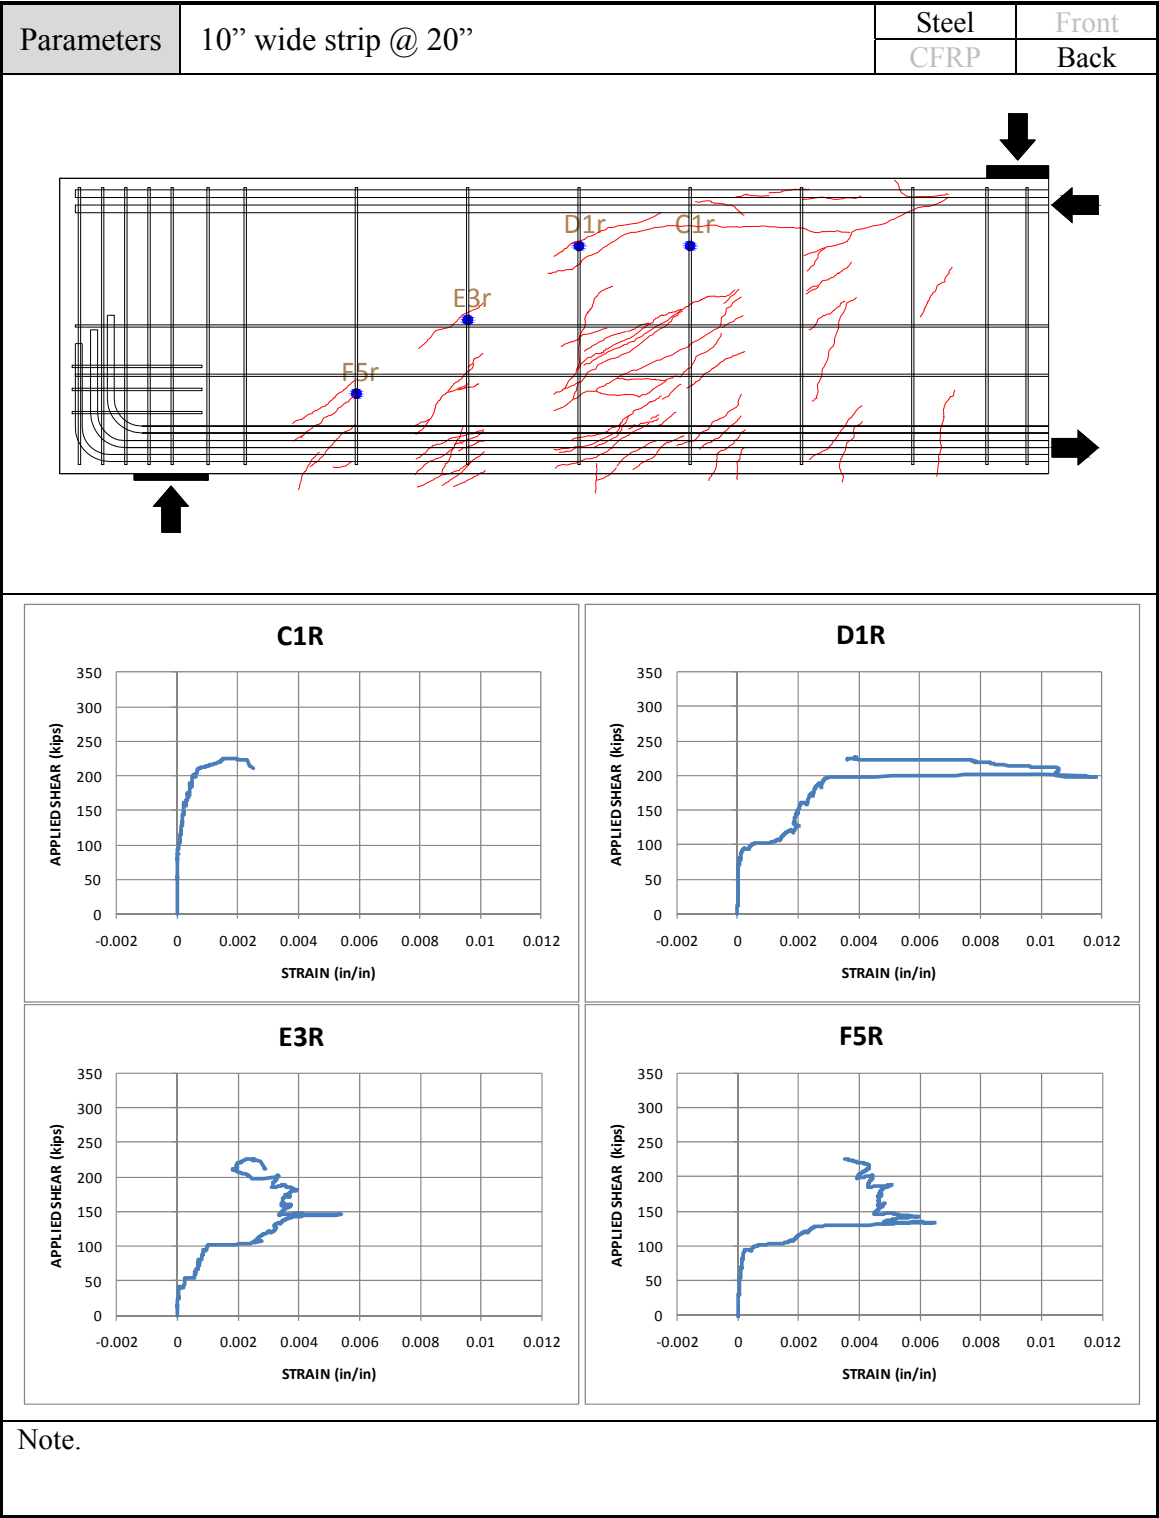 Parameters
10” wide strip @ 20”
Steel
Front
CFRP
Back
D1r
C1r
E3r
F5r
C1R
350
300
250
200
150
100
50
0
APPLIED SHEAR (kips)
-0.002 0 0.002 0.004 0.006 0.008 0.01 0.012
STRAIN (in/in)
D1R
350
300
250
200
150
100
50
0
APPLIED SHEAR (kips)
-0.002 0 0.002 0.004 0.006 0.008 0.01 0.012
STRAIN (in/in)
E3R
350
300
250
200
150
100
50
0
APPLIED SHEAR (kips)
-0.002 0 0.002 0.004 0.006 0.008 0.01 0.012
STRAIN (in/in)
F5R
350
300
250
200
150
100
50
0
APPLIED SHEAR (kips)
-0.002 0 0.002 0.004 0.006 0.008 0.01 0.012
STRAIN (in/in)
Note.